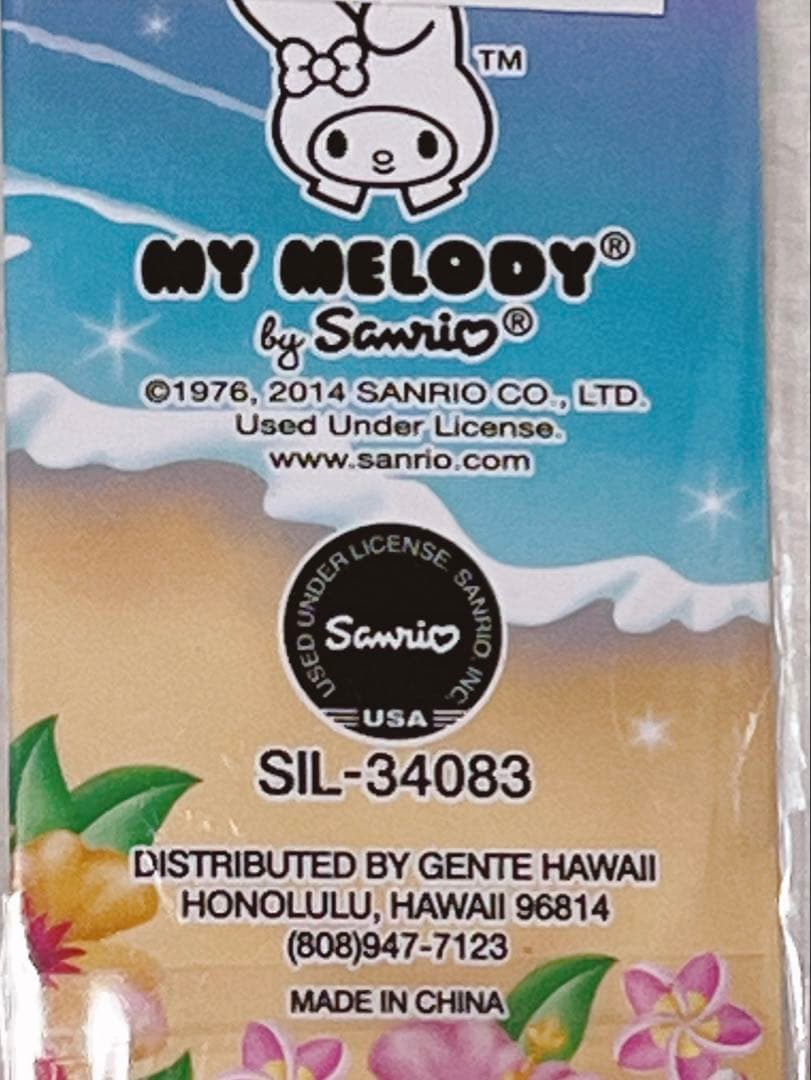 TM
MY MELODY®
by Sanrio®
©1976, 2014 SANRIO CO., LTD.
Used Under License.
www.sanrio.com
USED UNDER LICENSE. SANRIO, INC.
Sanrio
USA
SIL-34083
DISTRIBUTED BY GENTE HAWAII
HONOLULU, HAWAII 96814
(808)947-7123
MADE IN CHINA